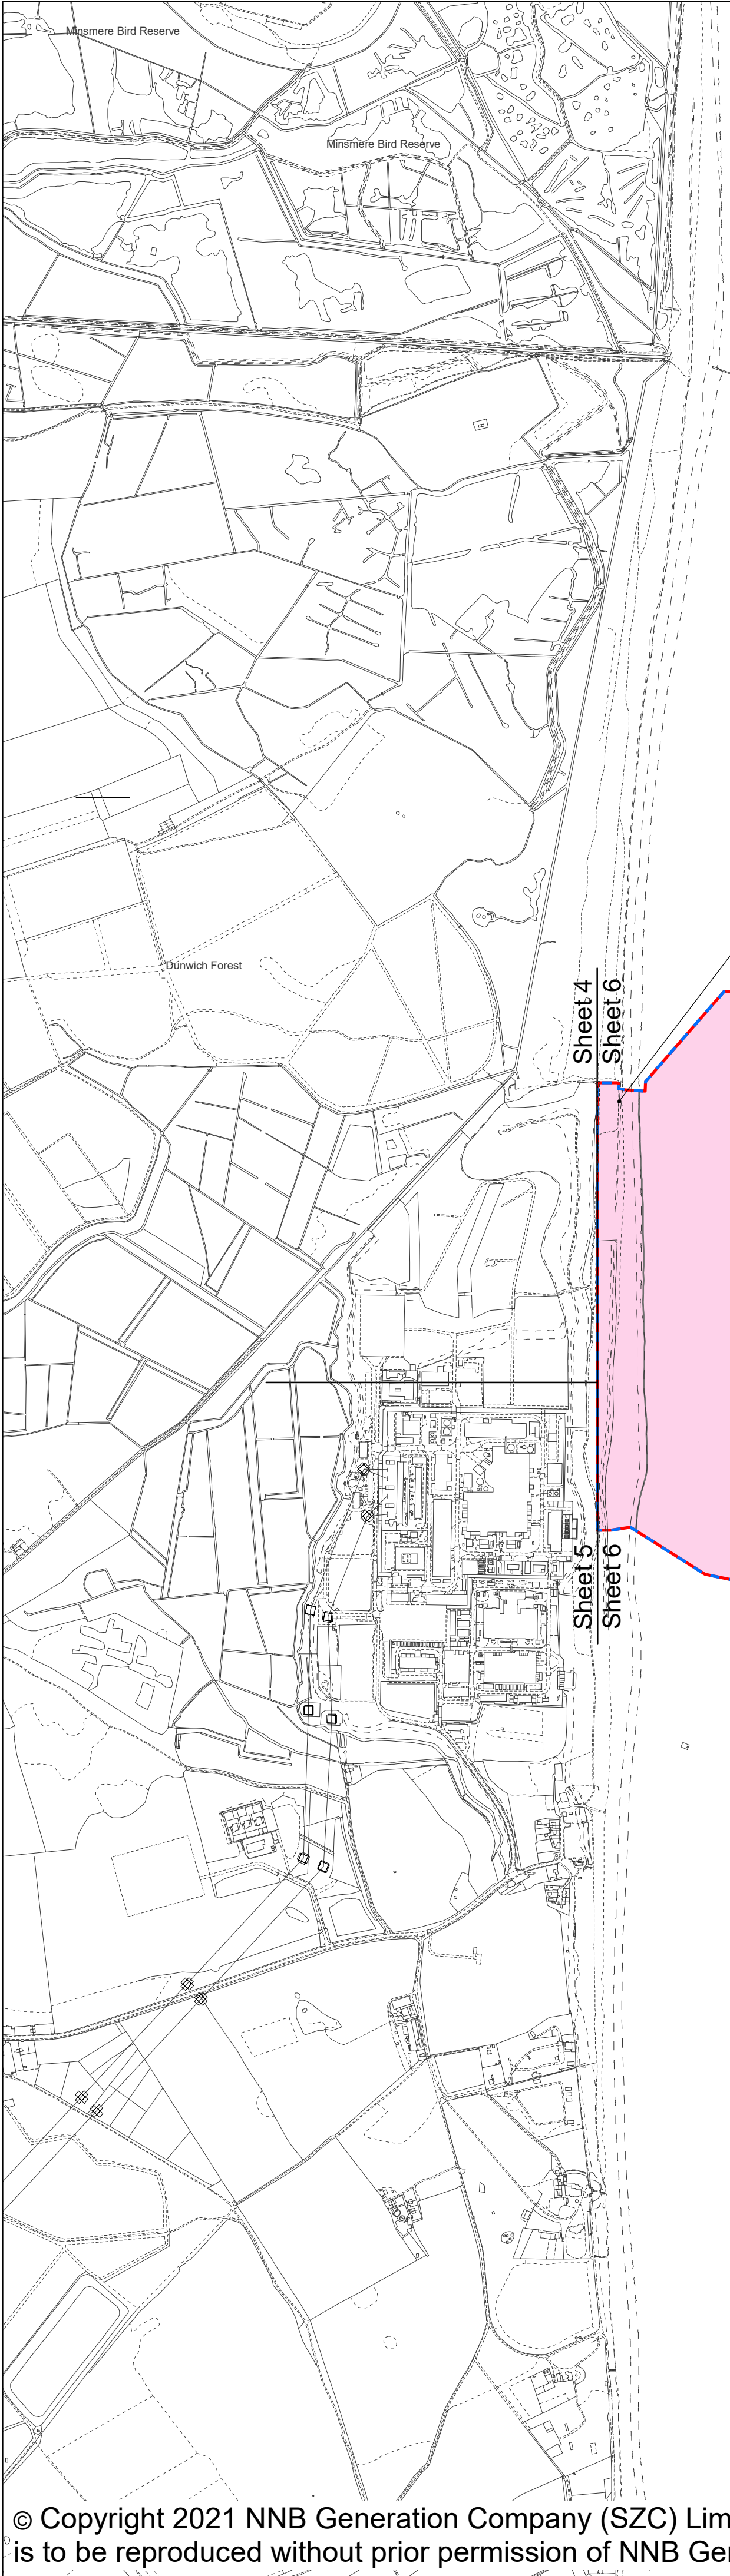 Minsmere Bird Reserve
Minsmere Bird Reserve
Dunwich Forest
Sheet 4
Sheet 6
Sheet 5
Sheet 6
© Copyright 2021 NNB Generation Company (SZC) Lim
is to be reproduced without prior permission of NNB Ge